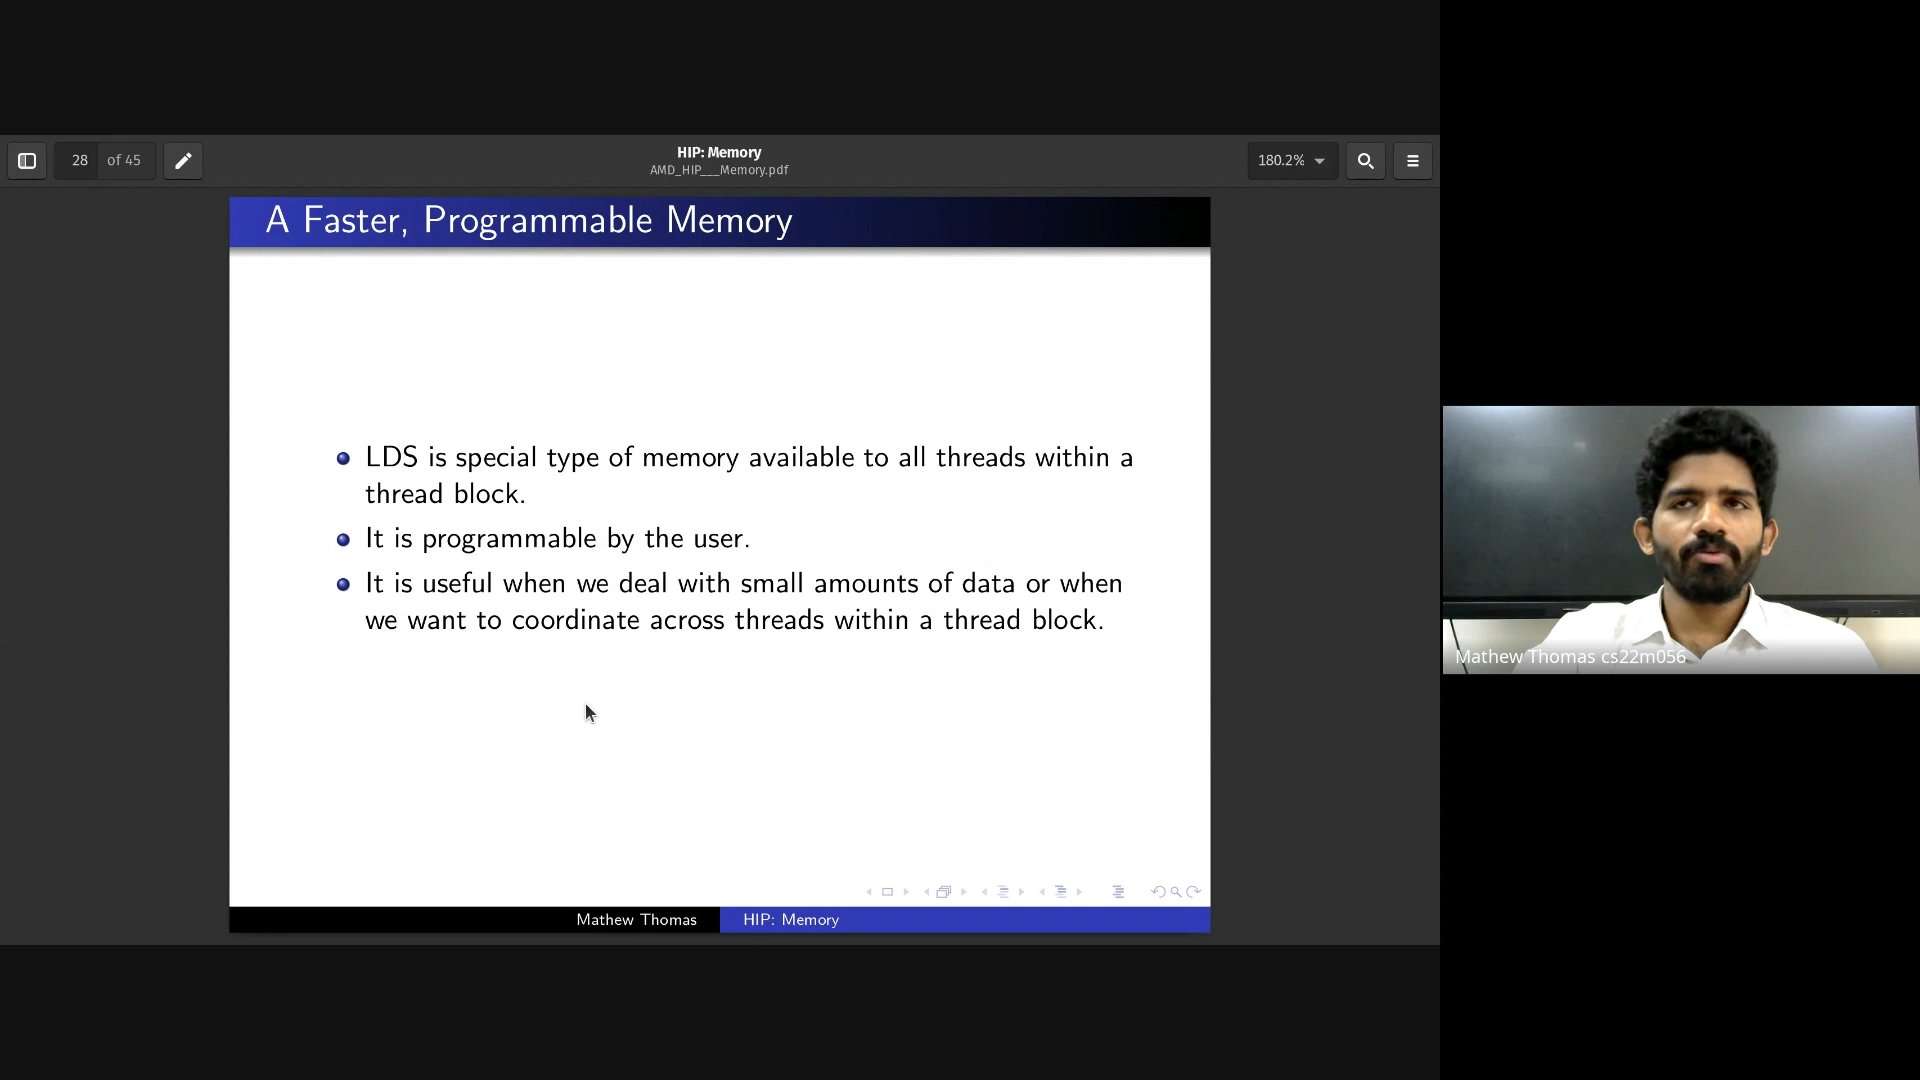 28 of 45
HIP: Memory
AMD_HIP___Memory.pdf
180.2%
A Faster, Programmable Memory
LDS is special type of memory available to all threads within a
thread block.
It is programmable by the user.
It is useful when we deal with small amounts of data or when
we want to coordinate across threads within a thread block.
Mathew Thomas cs22m056
Mathew Thomas
HIP: Memory